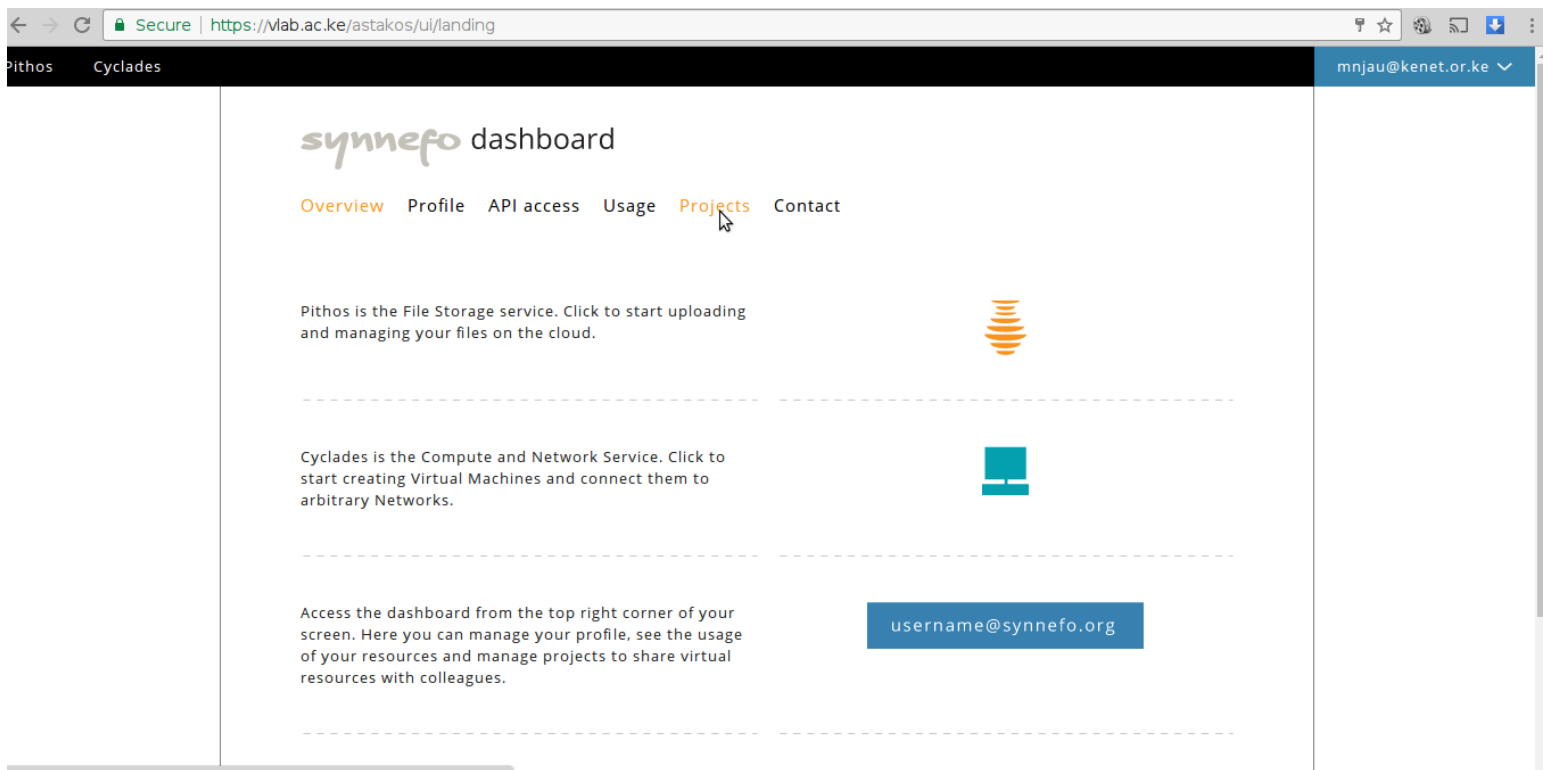 Secure | https://vlab.ac.ke/astakos/ui/landing
Pithos Cyclades mnjau@kenet.or.ke
synnefo dashboard
Overview Profile API access Usage Projects Contact
Pithos is the File Storage service. Click to start uploading
and managing your files on the cloud.
Cyclades is the Compute and Network Service. Click to
start creating Virtual Machines and connect them to
arbitrary Networks.
Access the dashboard from the top right corner of your
screen. Here you can manage your profile, see the usage
of your resources and manage projects to share virtual
resources with colleagues.
username@synnefo.org